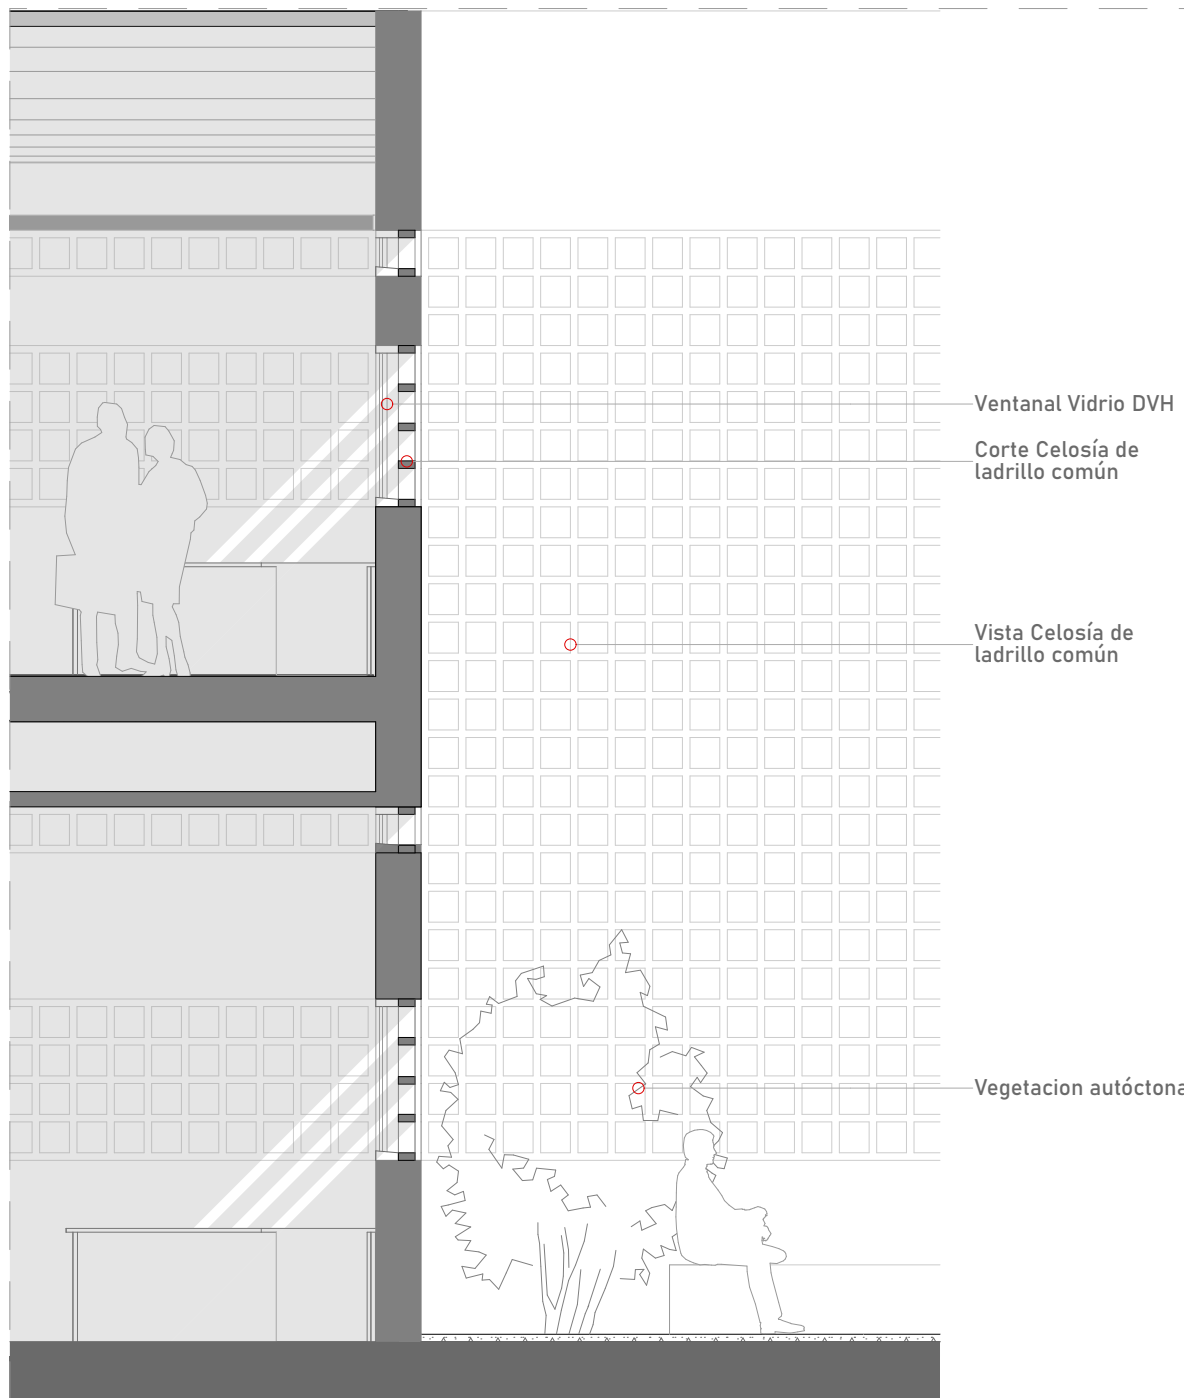 Ventanal Vidrio DVH
Corte Celosía de
ladrillo común
Vista Celosía de
ladrillo común
Vegetacion autóctona